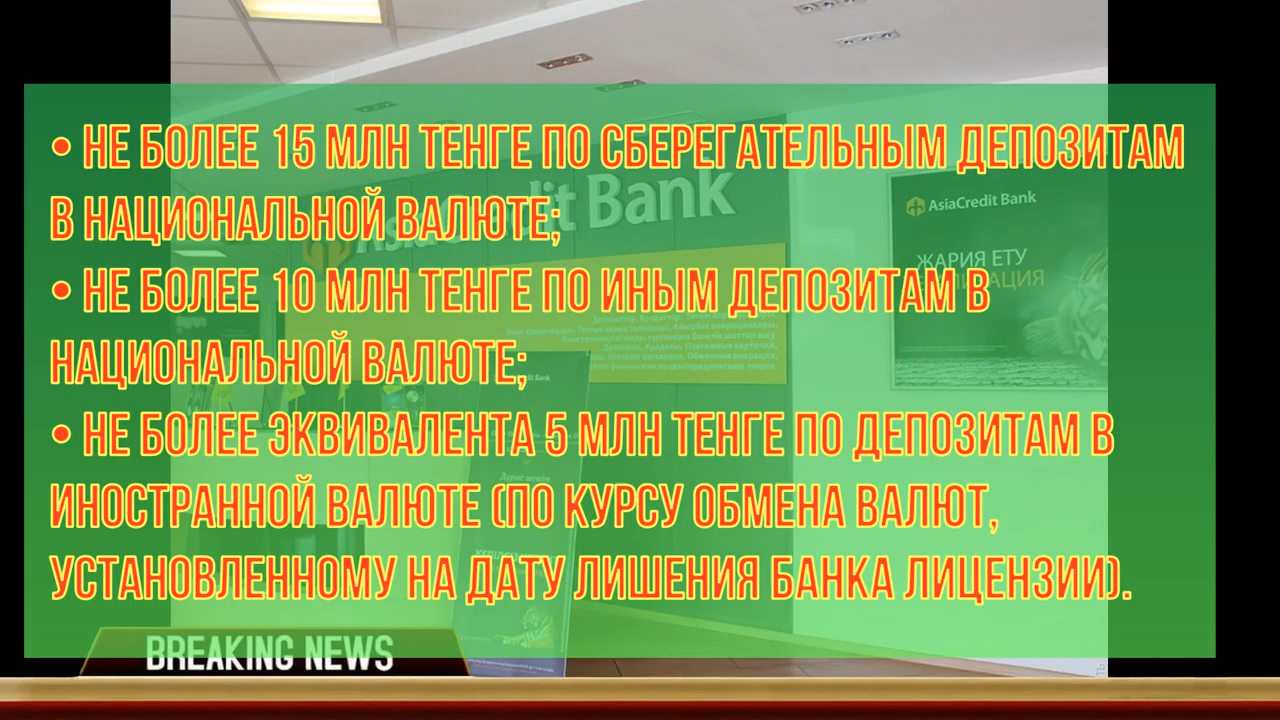 • НЕ БОЛЕЕ 15 МЛН ТЕНГЕ ПО СБЕРЕГАТЕЛЬНЫМ ДЕПОЗИТАМ
В НАЦИОНАЛЬНОЙ ВАЛЮТЕ;
• НЕ БОЛЕЕ 10 МЛН ТЕНГЕ ПО ИНЫМ ДЕПОЗИТАМ В
НАЦИОНАЛЬНОЙ ВАЛЮТЕ;
• НЕ БОЛЕЕ ЭКВИВАЛЕНТА 5 МЛН ТЕНГЕ ПО ДЕПОЗИТАМ В
ИНОСТРАННОЙ ВАЛЮТЕ (ПО КУРСУ ОБМЕНА ВАЛЮТ,
УСТАНОВЛЕННОМУ НА ДАТУ ЛИШЕНИЯ БАНКА ЛИЦЕНЗИИ).
AsiaCredit Bank
AsiaCredit Bank
ЖАРИЯ ЕТУ
BREAKING NEWS